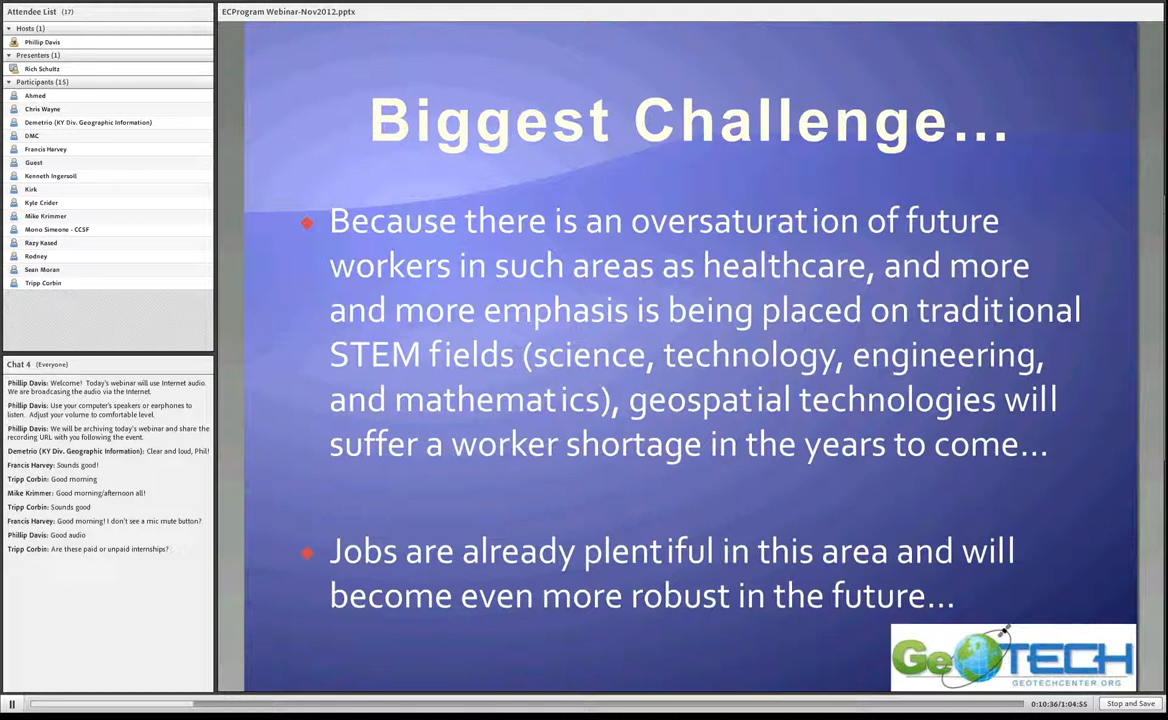 Attendee List (17)
Hosts (1)
Phillip Davis
Presenters (1)
Rich Schultz
Participants (15)
Ahmed
Chris Wayne
Demetrio (KY Div. Geographic Information)
DMC
Francis Harvey
Guest
Kenneth Ingersoll
Kirk
Kyle Crider
Mike Krimmer
Mono Simeone - CCSF
Razy Kased
Rodney
Sean Moran
Tripp Corbin
Chat 4 (Everyone)
Phillip Davis: Welcome! Today's webinar will use Internet audio.
We are broadcasting the audio via the Internet.
Phillip Davis: Use your computer's speakers or earphones to
listen. Adjust your volume to comfortable level.
Phillip Davis: We will be archiving today's webinar and share the
recording URL with you following the event.
Demetrio (KY Div. Geographic Information): Clear and loud, Phil!
Francis Harvey: Sounds good!
Tripp Corbin: Good morning
Mike Krimmer: Good morning/afternoon all!
Tripp Corbin: Sounds good
Francis Harvey: Good morning! I don't see a mic mute button?
Phillip Davis: Good audio
Tripp Corbin: Are these paid or unpaid internships?
ECProgram Webinar-Nov2012.pptx
Biggest Challenge...
Because there is an oversaturation of future
workers in such areas as healthcare, and more
and more emphasis is being placed on traditional
STEM fields (science, technology, engineering,
and mathematics), geospatial technologies will
suffer a worker shortage in the years to come...
Jobs are already plentiful in this area and will
become even more robust in the future...
GeoTECH
GEOTECHCENTER.ORG
0:10:36/1:04:55
Stop and Save